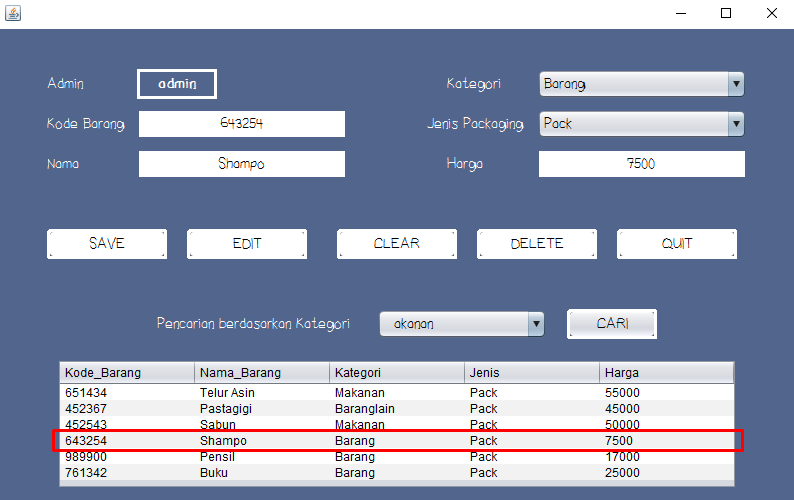 Admin admin Kategori Barang
Kode Barang 643254 Jenis Packaging Pack
Nama Shampo Harga 7500
SAVE EDIT CLEAR DELETE QUIT
Pencarian berdasarkan Kategori akanan CARI
Kode_Barang Nama_Barang Kategori Jenis Harga
651434 Telur Asin Makanan Pack 55000
452367 Pastagigi Baranglain Pack 45000
452543 Sabun Makanan Pack 50000
643254 Shampo Barang Pack 7500
989900 Pensil Barang Pack 17000
761342 Buku Barang Pack 25000